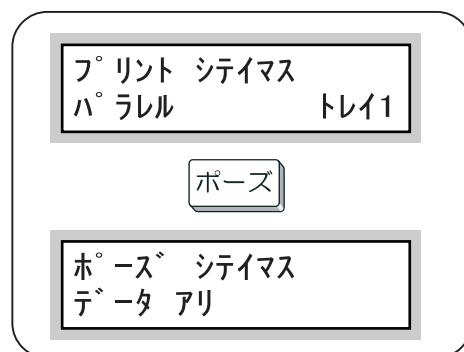 プリント シテイマス
パラレル トレイ1
ポーズ
ポーズ シテイマス
データ アリ